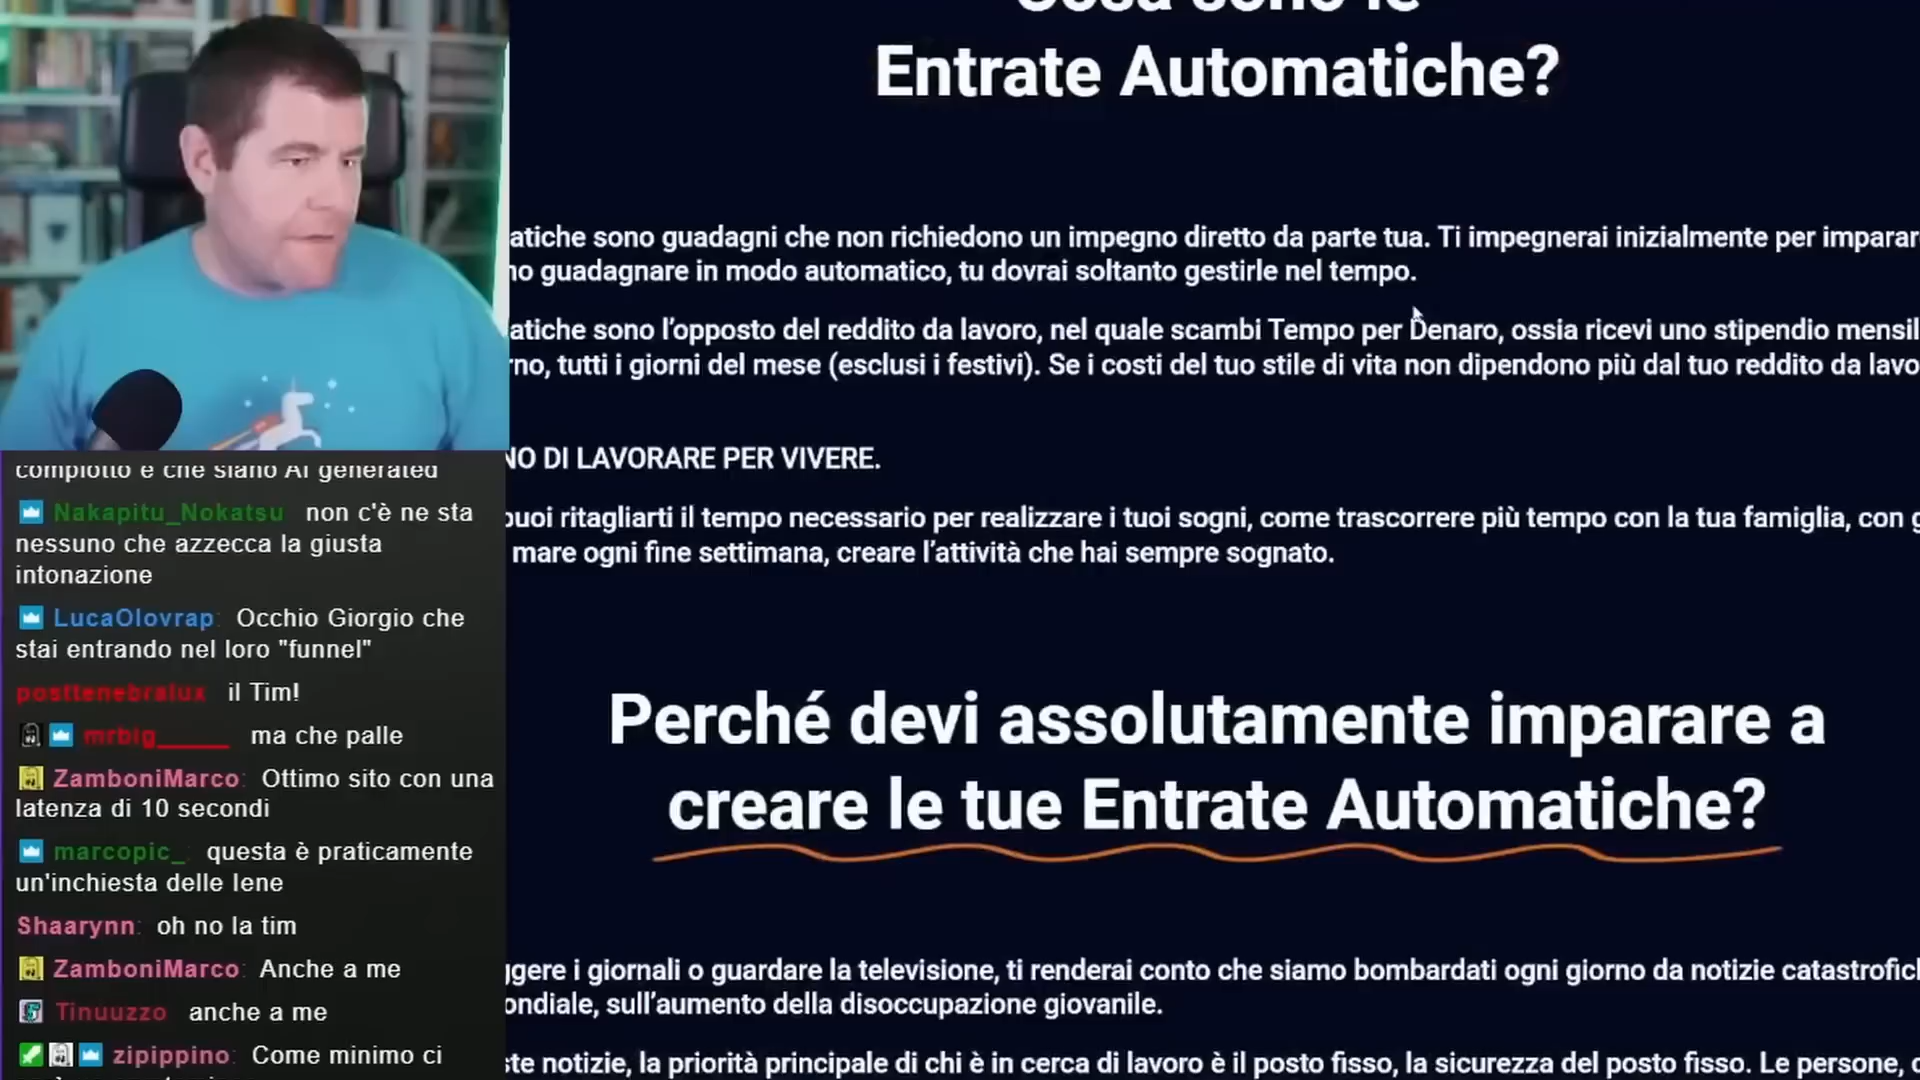 Cosa sono le
Entrate Automatiche?
atiche sono guadagni che non richiedono un impegno diretto da parte tua. Ti impegnerai inizialmente per imparar
no guadagnare in modo automatico, tu dovrai soltanto gestirle nel tempo.
atiche sono l’opposto del reddito da lavoro, nel quale scambi Tempo per Denaro, ossia ricevi uno stipendio mensil
rno, tutti i giorni del mese (esclusi i festivi). Se i costi del tuo stile di vita non dipendono più dal tuo reddito da lavo
NO DI LAVORARE PER VIVERE.
puoi ritagliarti il tempo necessario per realizzare i tuoi sogni, come trascorrere più tempo con la tua famiglia, con g
mare ogni fine settimana, creare l’attività che hai sempre sognato.
Perché devi assolutamente imparare a
creare le tue Entrate Automatiche?
ggere i giornali o guardare la televisione, ti renderai conto che siamo bombardati ogni giorno da notizie catastrofic
ondiale, sull’aumento della disoccupazione giovanile.
ste notizie, la priorità principale di chi è in cerca di lavoro è il posto fisso, la sicurezza del posto fisso. Le persone,
complotto e che siano AI generated
Nakapitu_Nokatsu non c'è ne sta
nessuno che azzecca la giusta
intonazione
LucaOlovrap: Occhio Giorgio che
stai entrando nel loro "funnel"
posttenebralux il Tim!
mrbig_____ ma che palle
ZamboniMarco: Ottimo sito con una
latenza di 10 secondi
marcopic_: questa è praticamente
un'inchiesta delle Iene
Shaarynn: oh no la tim
ZamboniMarco: Anche a me
Tinuuzzo anche a me
zipippino: Come minimo ci